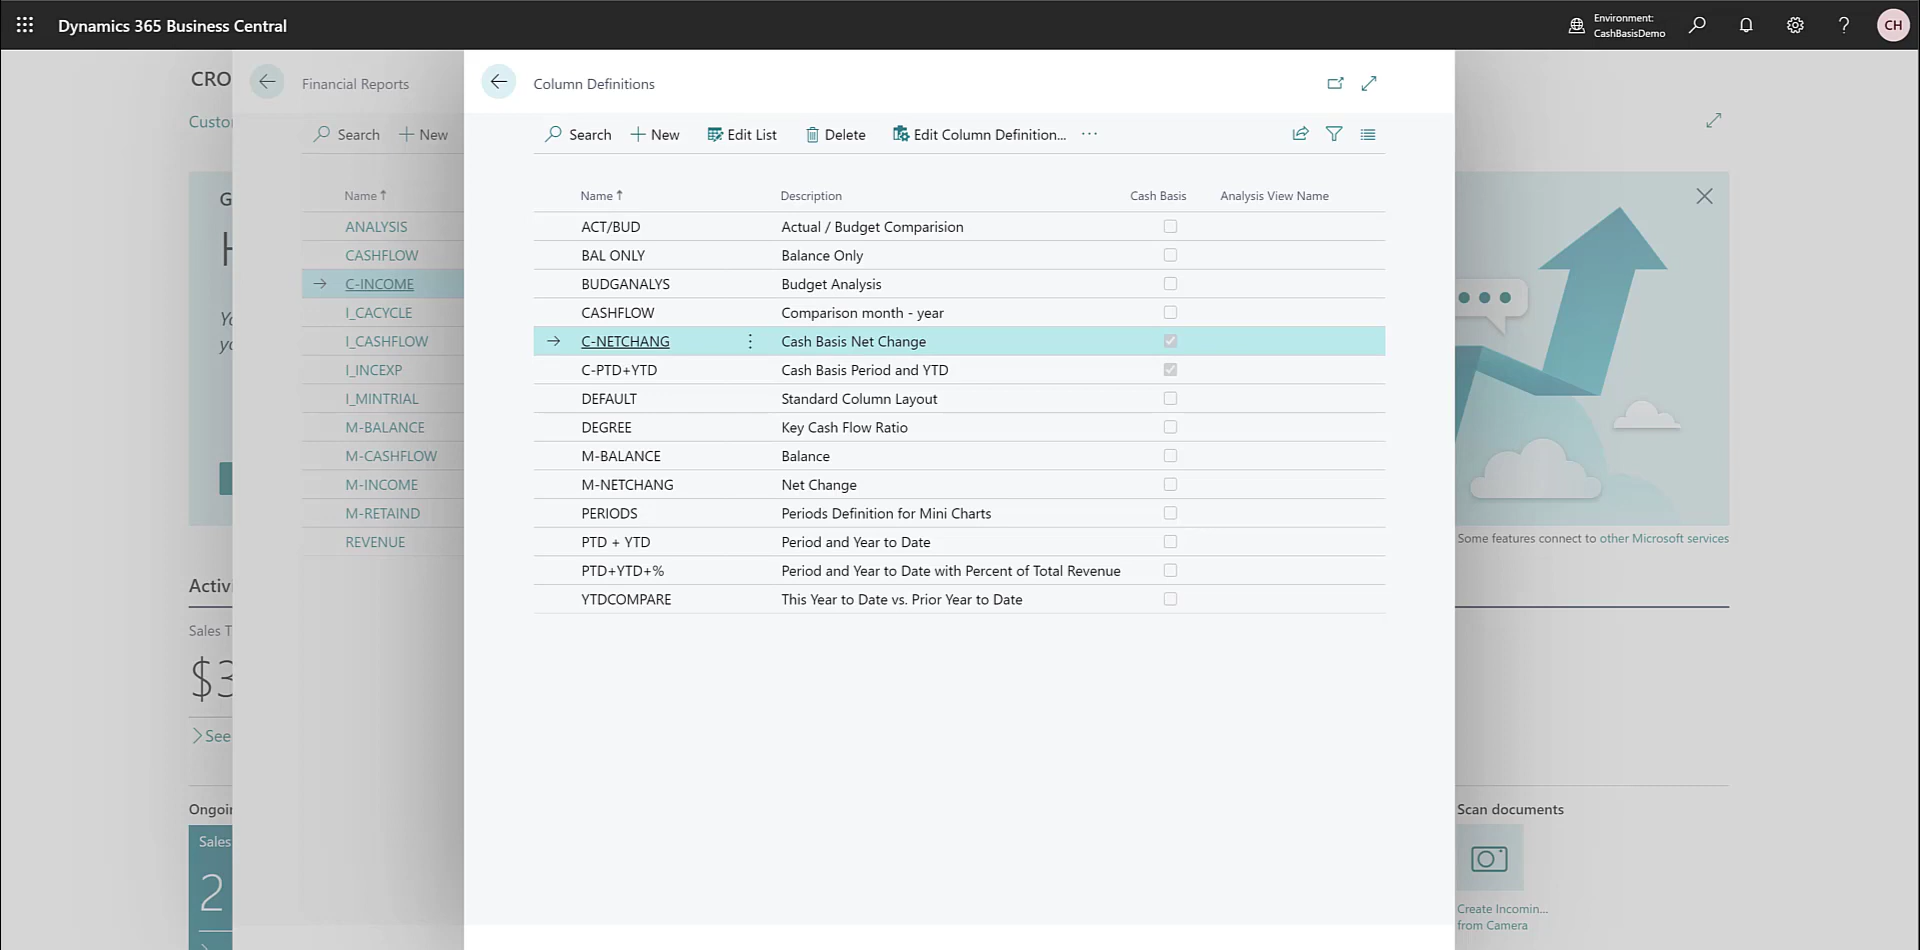 Dynamics 365 Business Central
Environment:
CashBasisDemo
?
CH
CRO
Custo
G
H
Yo
yo
Activi
Sales T
$3
See
Ongoin
Sales
2
Financial Reports
Search
New
Name
ANALYSIS
CASHFLOW
C-INCOME
I_CACYCLE
I_CASHFLOW
I_INCEXP
I_MINTRIAL
M-BALANCE
M-CASHFLOW
M-INCOME
M-RETAIND
REVENUE
Column Definitions
Search
New
Edit List
Delete
Edit Column Definition...
Name Description Cash Basis Analysis View Name
ACT/BUD Actual / Budget Comparision
BAL ONLY Balance Only
BUDGANALYS Budget Analysis
CASHFLOW Comparison month - year
C-NETCHANG Cash Basis Net Change
C-PTD+YTD Cash Basis Period and YTD
DEFAULT Standard Column Layout
DEGREE Key Cash Flow Ratio
M-BALANCE Balance
M-NETCHANG Net Change
PERIODS Periods Definition for Mini Charts
PTD + YTD Period and Year to Date
PTD+YTD+% Period and Year to Date with Percent of Total Revenue
YTDCOMPARE This Year to Date vs. Prior Year to Date
Some features connect to other Microsoft services
Scan documents
Create Incomin...
from Camera